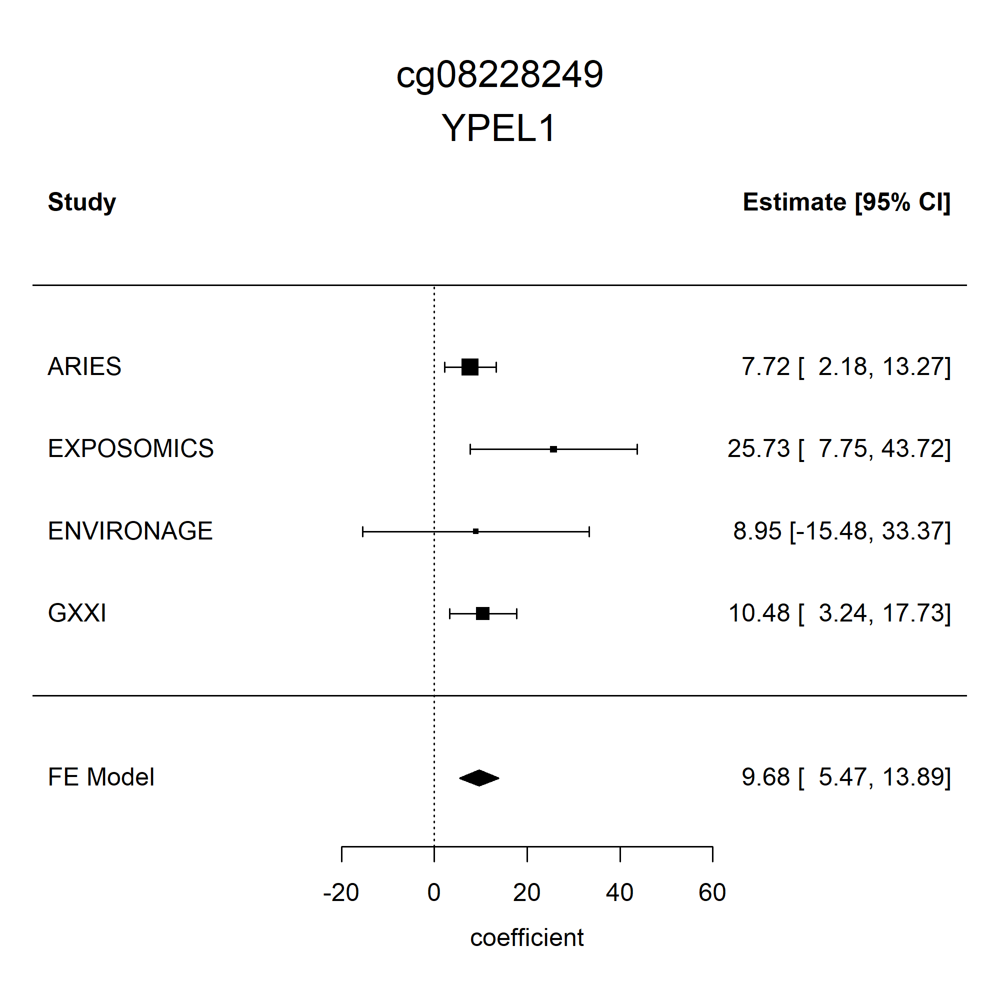 cg08228249
YPEL1
Study Estimate [95% CI]
ARIES 7.72 [ 2.18, 13.27]
EXPOSOMICS 25.73 [ 7.75, 43.72]
ENVIRONAGE 8.95 [-15.48, 33.37]
GXXI 10.48 [ 3.24, 17.73]
FE Model 9.68 [ 5.47, 13.89]
-20 0 20 40 60
coefficient